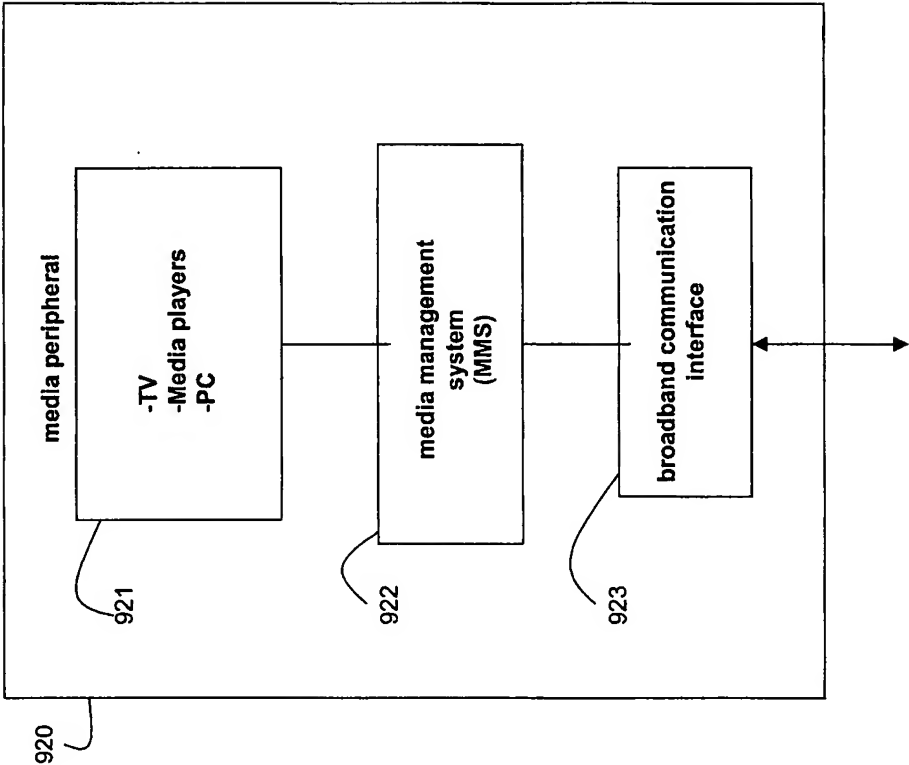 media peripheral
-TV
-Media players
-PC
921
media management
system
(MMS)
922
broadband communication
interface
923
920